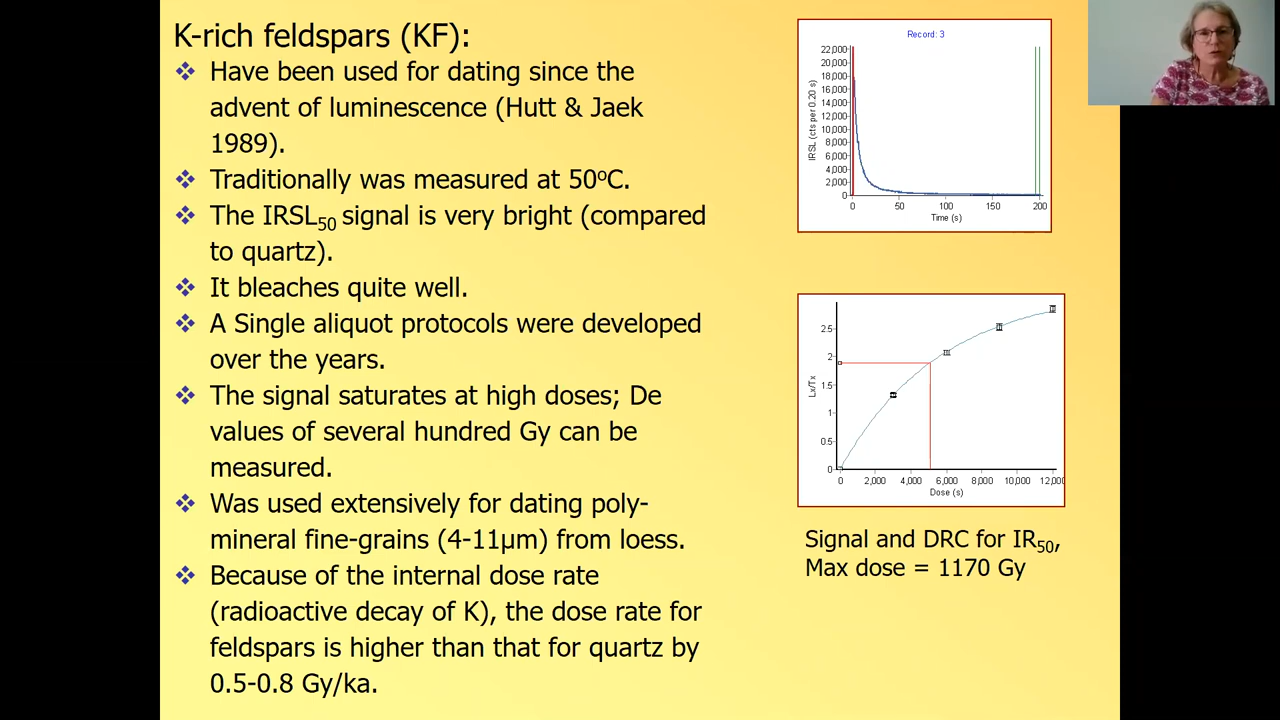 K-rich feldspars (KF):
❖ Have been used for dating since the
advent of luminescence (Hutt & Jaek
1989).
❖ Traditionally was measured at 50ºC.
❖ The IRSL50 signal is very bright (compared
to quartz).
❖ It bleaches quite well.
❖ A Single aliquot protocols were developed
over the years.
❖ The signal saturates at high doses; De
values of several hundred Gy can be
measured.
❖ Was used extensively for dating poly-
mineral fine-grains (4-11µm) from loess.
❖ Because of the internal dose rate
(radioactive decay of K), the dose rate for
feldspars is higher than that for quartz by
0.5-0.8 Gy/ka.
Record: 3
IRSL (cts per 0.20 s)
22,000
20,000
18,000
16,000
14,000
12,000
10,000
8,000
6,000
4,000
2,000
0
0 50 100 150 200
Time (s)
Lx/Tx
2.5
2
1.5
1
0.5
0
0 2,000 4,000 6,000 8,000 10,000 12,000
Dose (s)
Signal and DRC for IR50,
Max dose = 1170 Gy